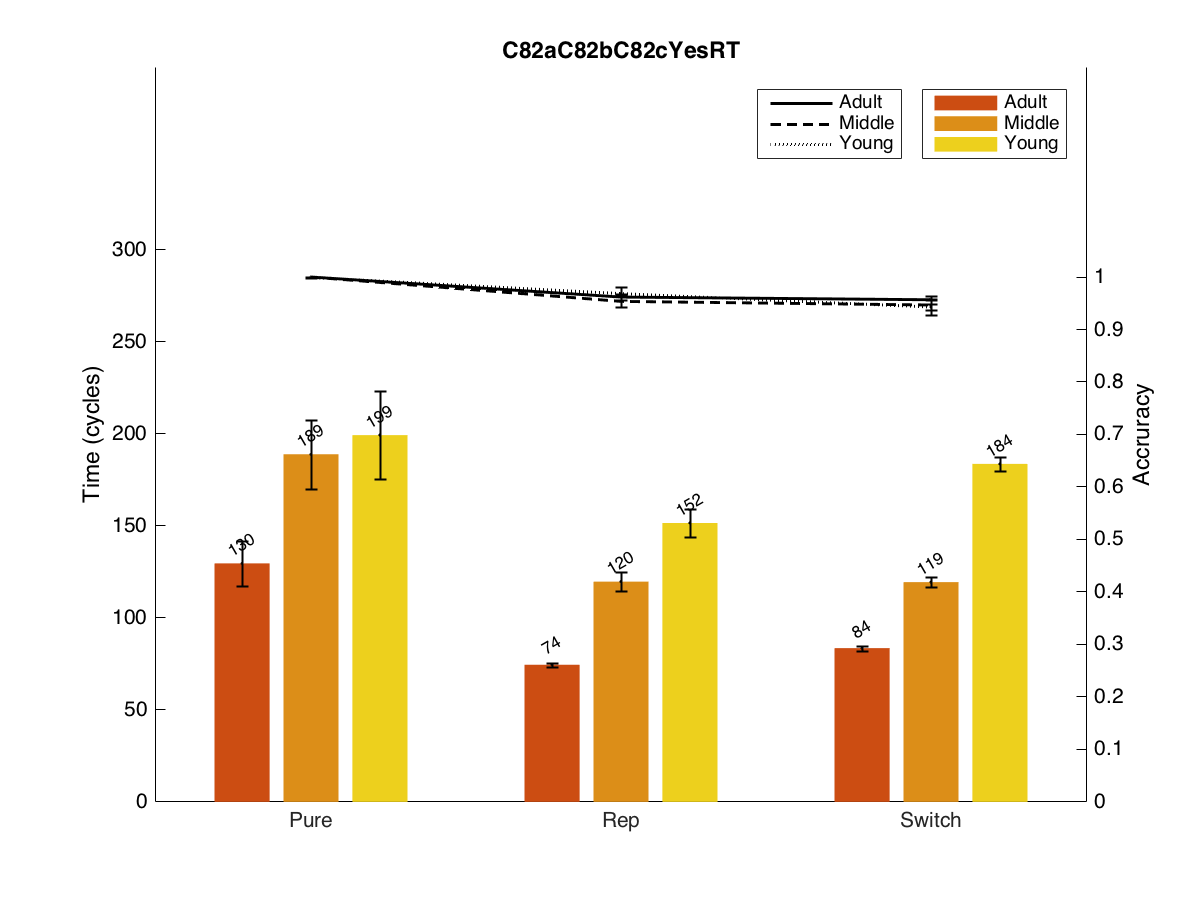 C82aC82bC82cYesRT
Adult
Middle
Young
Adult
Middle
Young
Time (cycles)
300
250
200
150
100
50
0
130
189
199
74
120
152
84
119
184
Pure
Rep
Switch
1
0.9
0.8
0.7
0.6
0.5
0.4
0.3
0.2
0.1
0
Accruracy